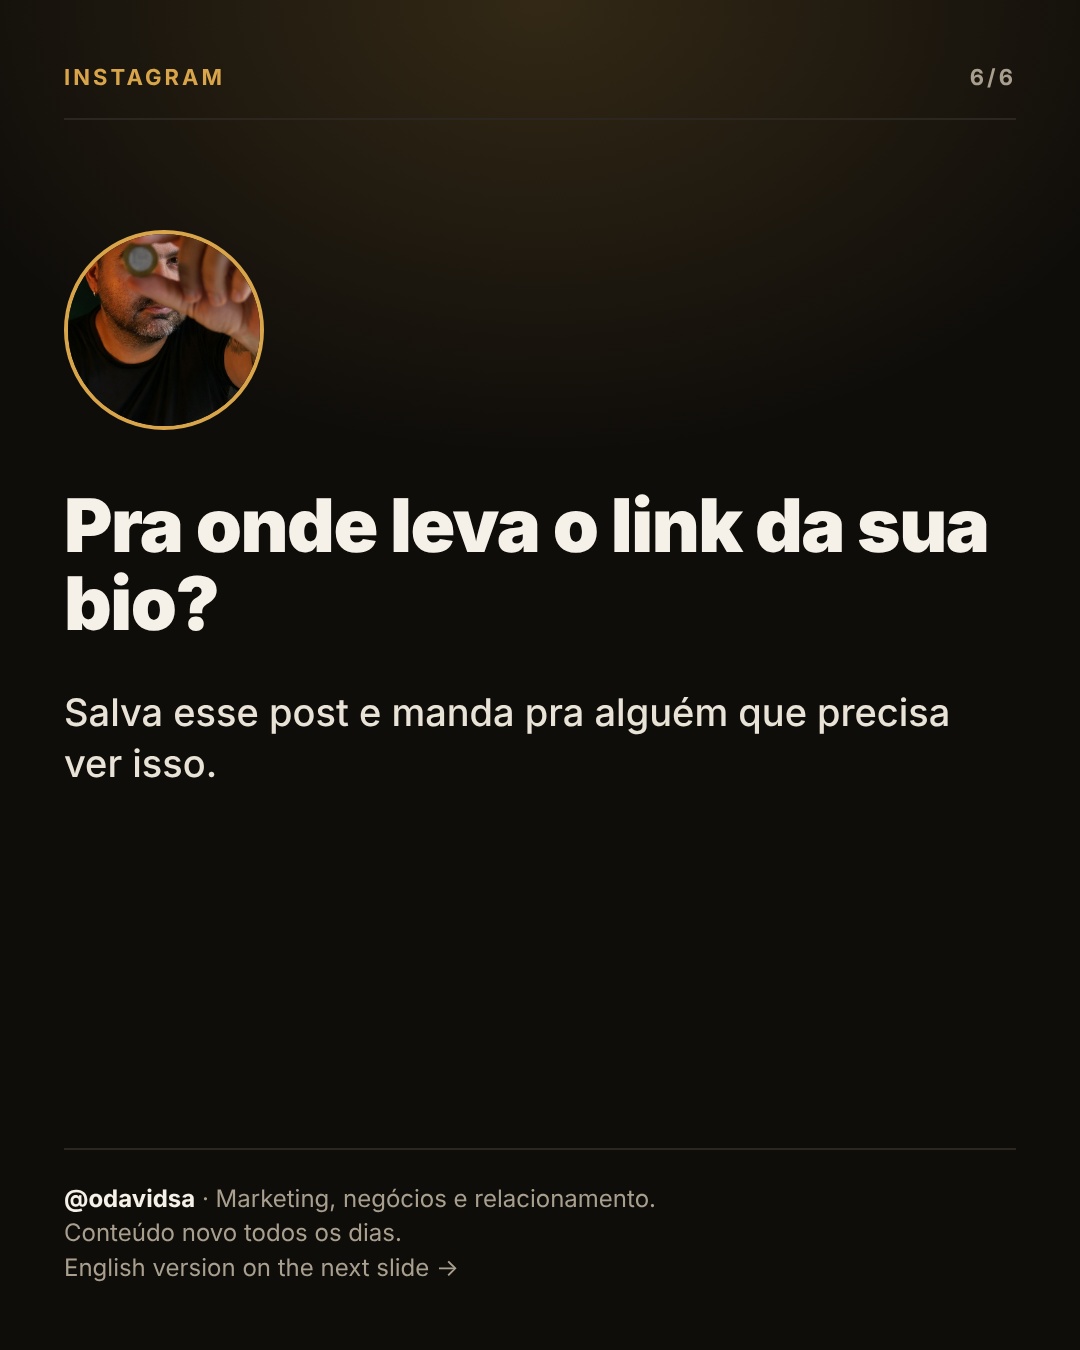 INSTAGRAM
6/6
Pra onde leva o link da sua
bio?
Salva esse post e manda pra alguém que precisa
ver isso.
@odavidsa · Marketing, negócios e relacionamento.
Conteúdo novo todos os dias.
English version on the next slide →